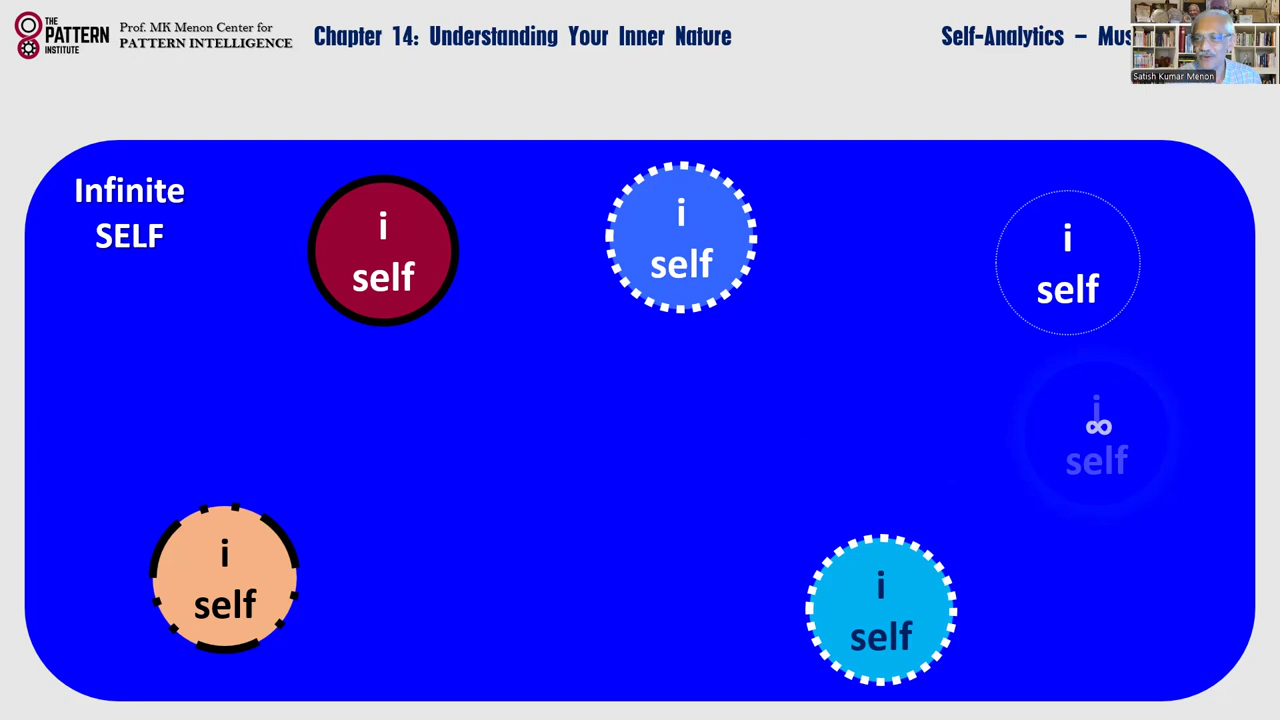 THE
PATTERN
INSTITUTE
Prof. MK Menon Center for
PATTERN INTELLIGENCE
Chapter 14: Understanding Your Inner Nature
Self-Analytics – Mus
Satish Kumar Menon
Infinite
SELF
i
self
i
self
i
self
i
∞
self
i
self
i
self